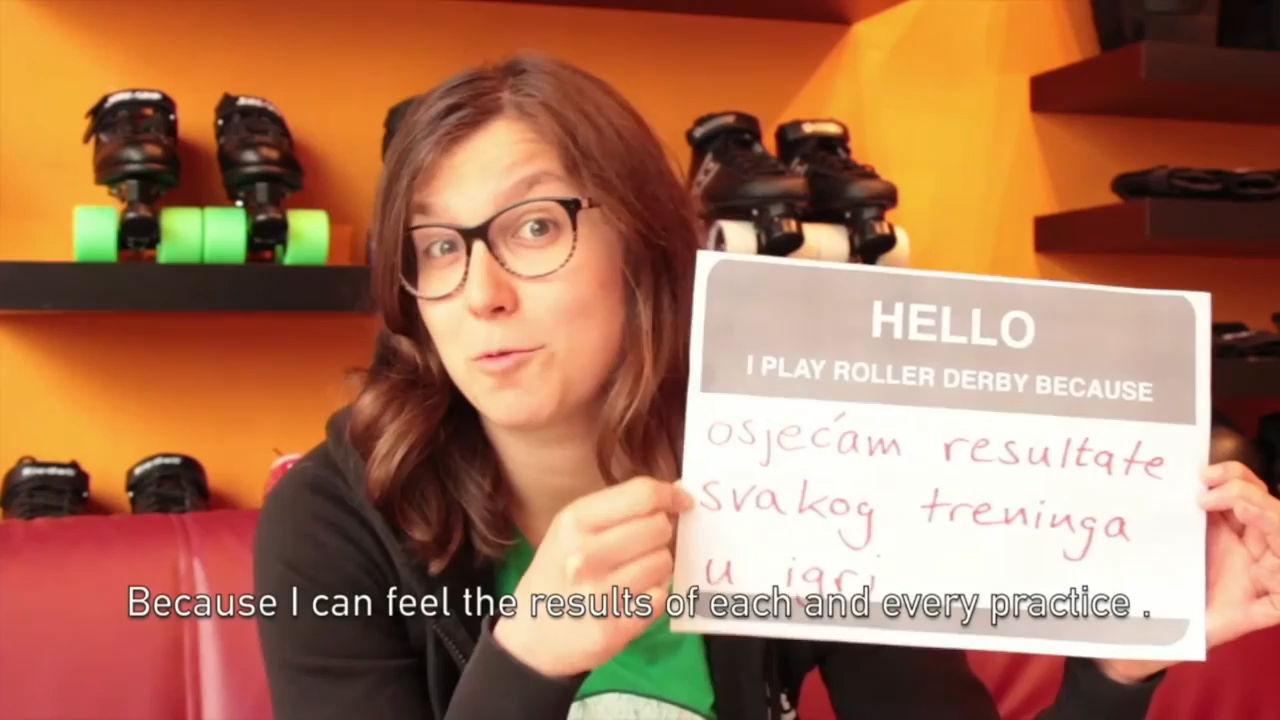 HELLO
I PLAY ROLLER DERBY BECAUSE
osjećam resultate
svakog treninga
u igri
Because I can feel the results of each and every practice .